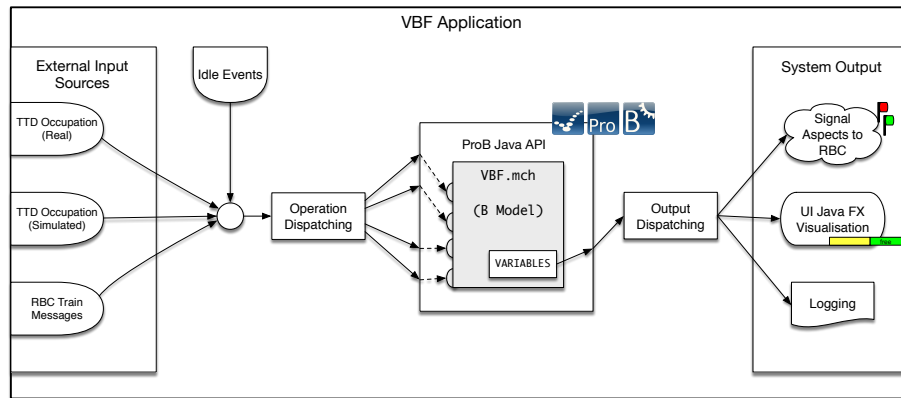 VBF Application
External Input
Sources
TTD Occupation
(Real)
TTD Occupation
(Simulated)
RBC Train
Messages
Idle Events
Operation
Dispatching
Pro
B
ProB Java API
VBF.mch
(B Model)
VARIABLES
Output
Dispatching
System Output
Signal
Aspects to
RBC
UI Java FX
Visualisation
free
Logging